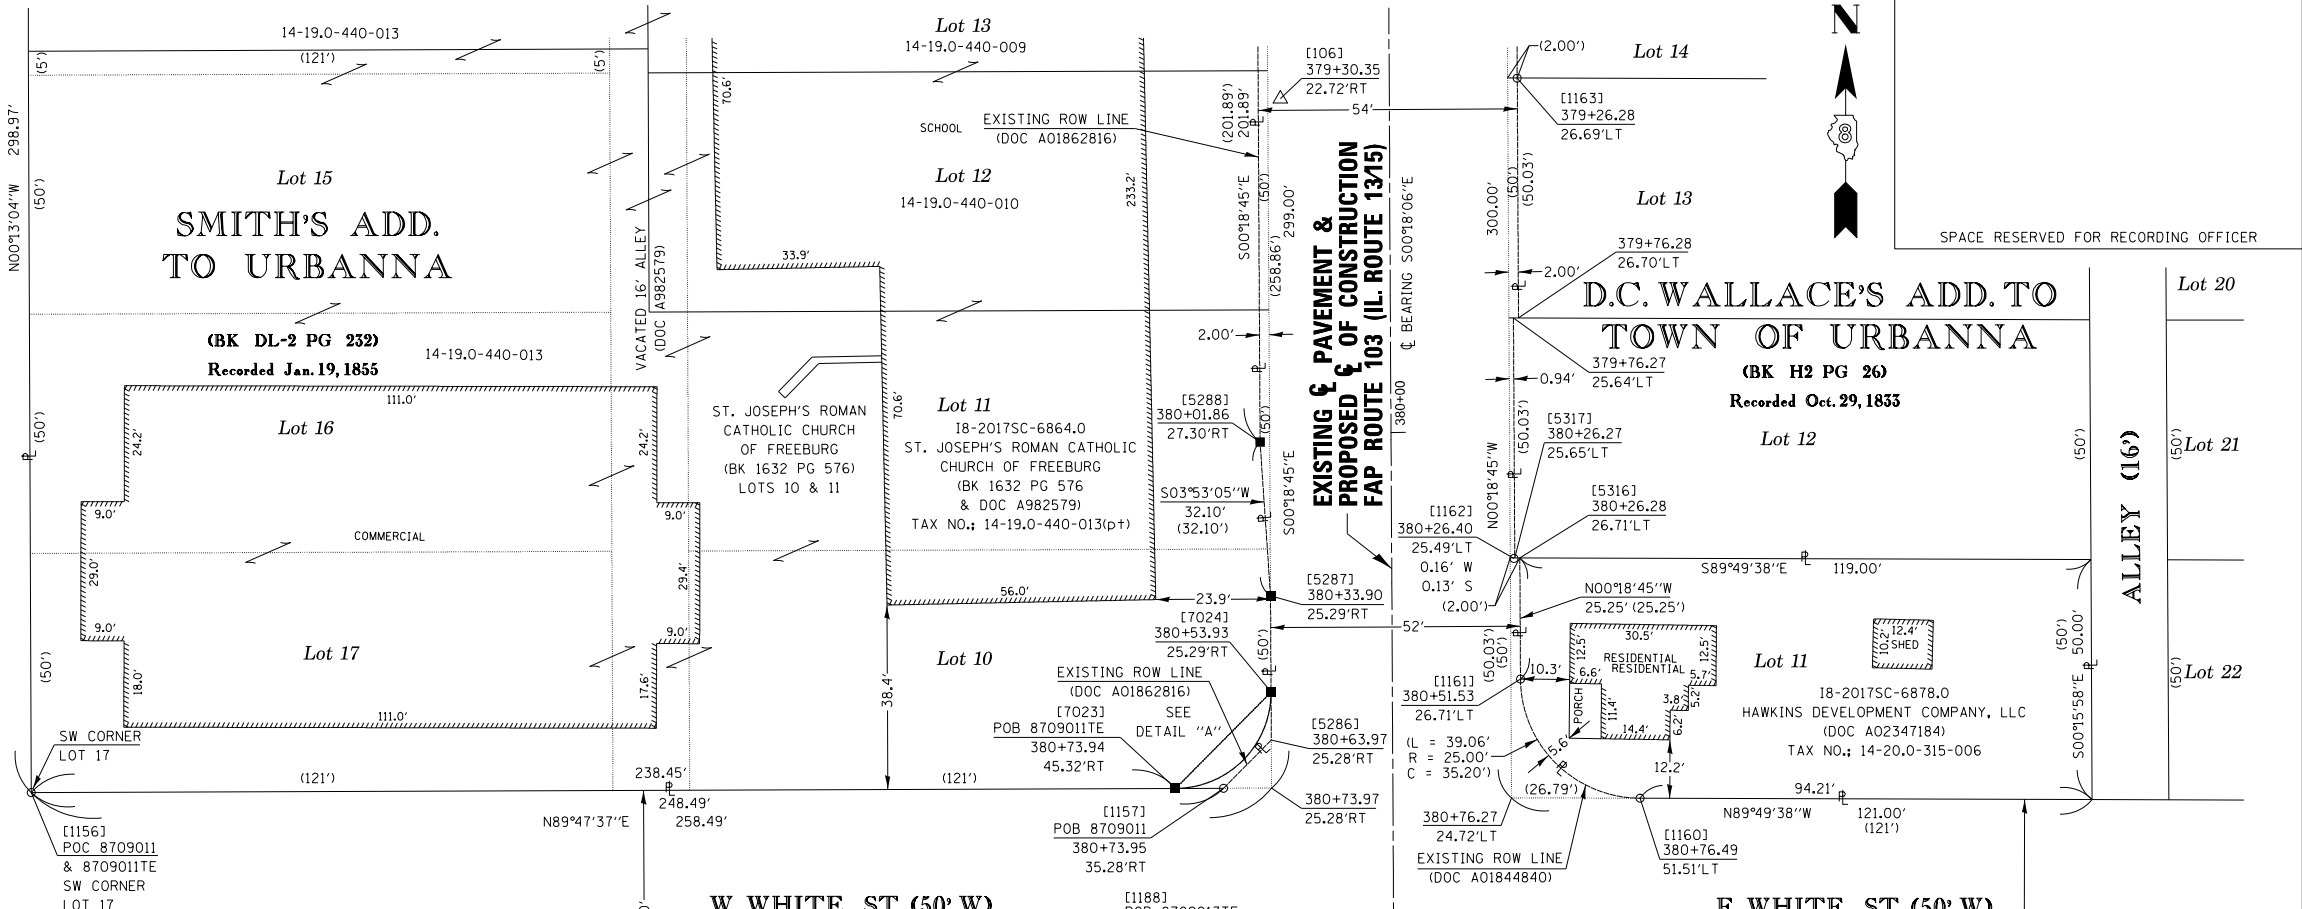 14-19.0-440-013
(121')
(5')
(5')
N00°13'04"W 298.97'
(50')
(50')
(50')
Lot 15
SMITH'S ADD.
TO URBANNA
(BK DL-2 PG 232)
Recorded Jan. 19, 1855
14-19.0-440-013
111.0'
24.2'
24.2'
Lot 16
9.0'
9.0'
COMMERCIAL
29.0'
29.4'
9.0'
9.0'
Lot 17
18.0'
17.6'
111.0'
SW CORNER
LOT 17
(121')
238.45'
248.49'
258.49'
N89°47'37"E
[1156]
POC 8709011
& 8709011TE
SW CORNER
LOT 17
VACATED 16' ALLEY
(DOC A982579)
Lot 13
14-19.0-440-009
70.6'
SCHOOL
EXISTING ROW LINE
(DOC A01862816)
Lot 12
14-19.0-440-010
233.2'
33.9'
70.6'
ST. JOSEPH'S ROMAN
CATHOLIC CHURCH
OF FREEBURG
(BK 1632 PG 576)
LOTS 10 & 11
Lot 11
I8-2017SC-6864.0
ST. JOSEPH'S ROMAN CATHOLIC
CHURCH OF FREEBURG
(BK 1632 PG 576
& DOC A982579)
TAX NO.; 14-19.0-440-013(pt)
56.0'
23.9'
38.4'
Lot 10
(121')
EXISTING ROW LINE
(DOC A01862816)
SEE
DETAIL "A"
[7023]
POB 8709011TE
380+73.94
45.32'RT
[7024]
380+53.93
25.29'RT
[1157]
POB 8709011
380+73.95
35.28'RT
[1188]
W. WHITE ST. (50' W)
[106]
379+30.35
22.72'RT
(201.89')
201.89'
54'
S00°18'45"E
(50')
299.00'
(258.86')
2.00'
[5288]
380+01.86
27.30'RT
(50')
S00°18'45"E
S03°53'05"W
32.10'
(32.10')
[5287]
380+33.90
25.29'RT
(50')
52'
[5286]
380+63.97
25.28'RT
380+73.97
25.28'RT
EXISTING ℄ PAVEMENT &
PROPOSED ℄ OF CONSTRUCTION
FAP ROUTE 103 (IL. ROUTE 13/15)
℄ BEARING S00°18'06"E
380+00
(2.00')
Lot 14
[1163]
379+26.28
26.69'LT
300.00'
(50')
(50.03')
Lot 13
379+76.28
26.70'LT
2.00'
D.C. WALLACE'S ADD. TO
TOWN OF URBANNA
(BK H2 PG 26)
Recorded Oct. 29, 1833
379+76.27
25.64'LT
0.94'
(50.03')
N00°18'45"W
[5317]
380+26.27
25.65'LT
Lot 12
(50')
[5316]
380+26.28
26.71'LT
[1162]
380+26.40
25.49'LT
0.16' W
0.13' S
(2.00')
S89°49'38"E 119.00'
N00°18'45"W
25.25' (25.25')
(50.03')
(50')
10.3'
[1161]
380+51.53
26.71'LT
30.5'
12.5'
12.5'
RESIDENTIAL
RESIDENTIAL
6.6'
5.7'
5.2'
3.8'
6.2'
11.4'
14.4'
PORCH
15.6'
12.2'
10.2'
12.4'
SHED
Lot 11
I8-2017SC-6878.0
HAWKINS DEVELOPMENT COMPANY, LLC
(DOC A02347184)
TAX NO.; 14-20.0-315-006
(50')
50.00'
S00°15'58"E
(L = 39.06'
R = 25.00'
C = 35.20')
(26.79')
94.21'
N89°49'38"W
121.00'
(121')
380+76.27
24.72'LT
EXISTING ROW LINE
(DOC A01844840)
[1160]
380+76.49
51.51'LT
E. WHITE ST. (50' W)
ALLEY (16')
Lot 20
(50')
Lot 21
(50')
Lot 22
N
88
SPACE RESERVED FOR RECORDING OFFICER